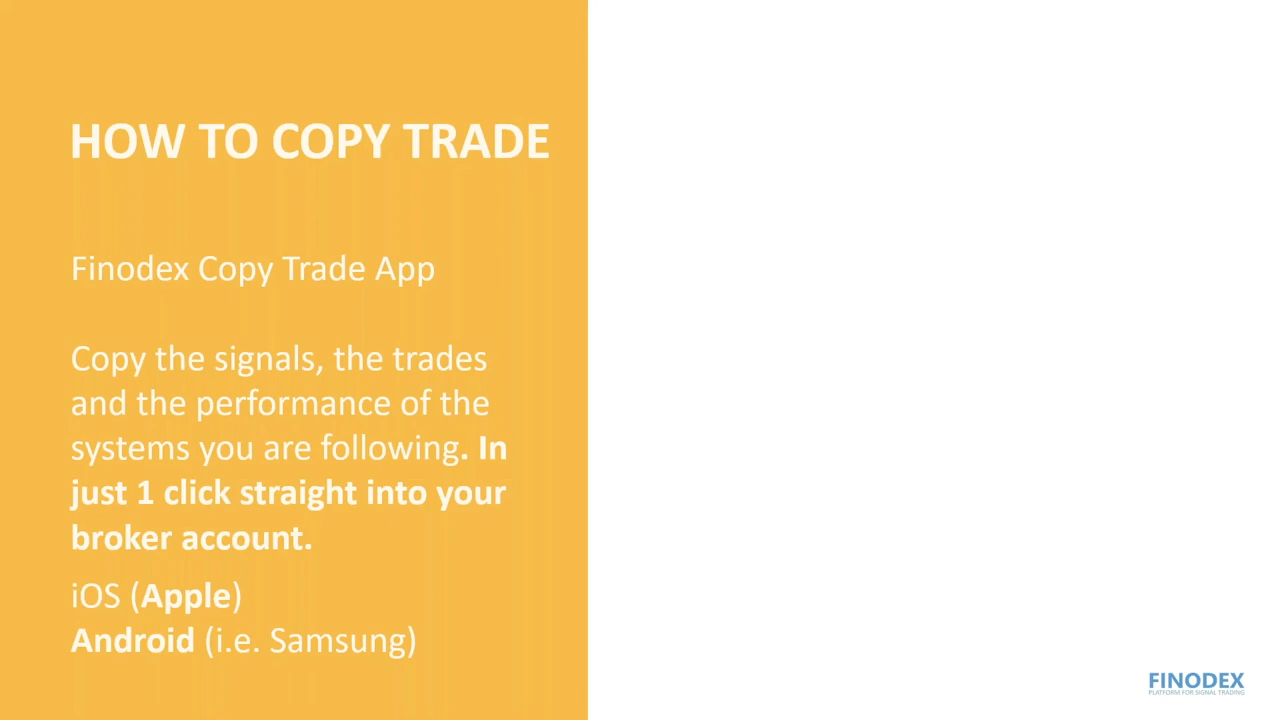 HOW TO COPY TRADE
Finodex Copy Trade App
Copy the signals, the trades
and the performance of the
systems you are following. In
just 1 click straight into your
broker account.
iOS (Apple)
Android (i.e. Samsung)
FINODEX
PLATFORM FOR SIGNAL TRADING